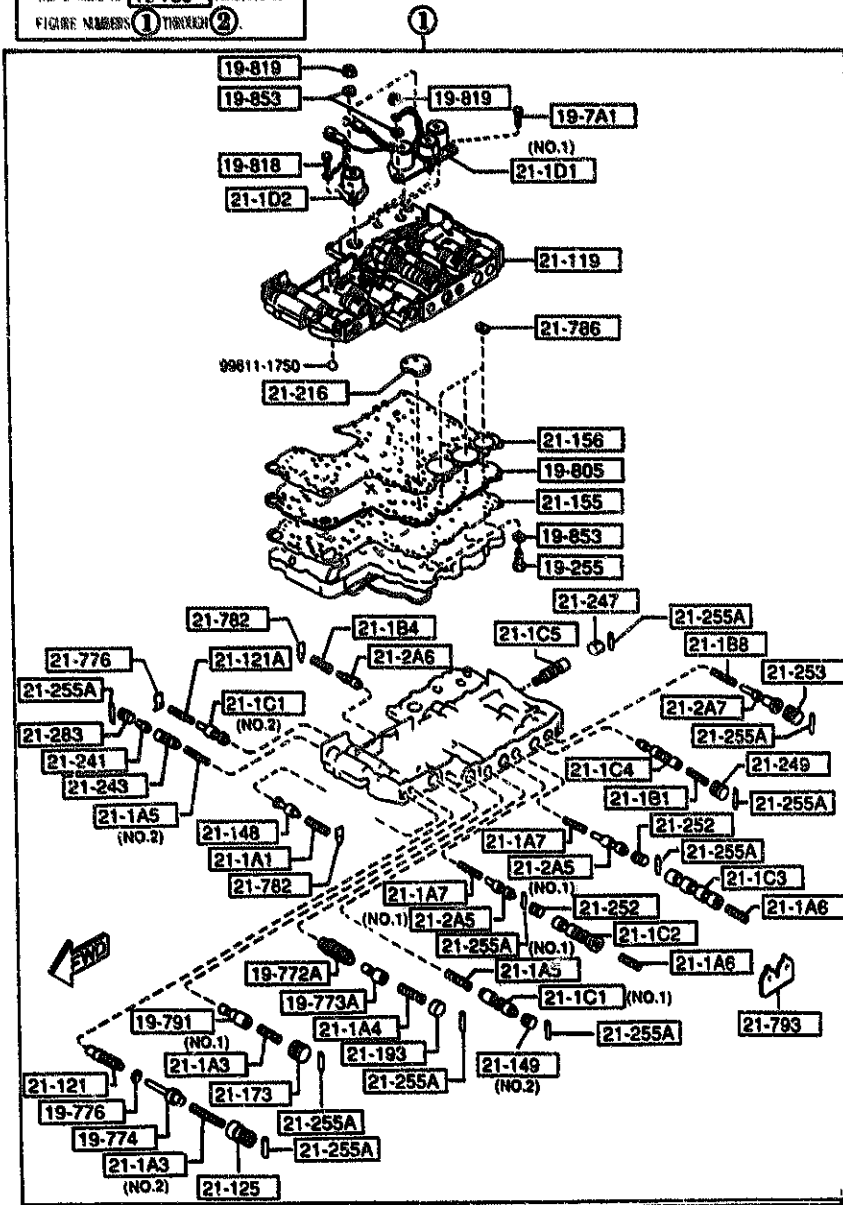 19-700
FIGURE NUMBERS ① THROUGH ②.
①
19-819
19-853
19-819
19-7A1
(NO.1)
19-818
21-1D1
21-1D2
21-119
21-786
99811-1750
21-216
21-156
19-805
21-155
19-853
19-255
21-247
21-255A
21-782
21-1B4
21-1C5
21-1B8
21-776
21-121A
21-2A6
21-253
21-255A
21-1C1
(NO.2)
21-2A7
21-283
21-255A
21-241
21-1C4
21-249
21-243
21-1B1
21-1A5
(NO.2)
21-255A
21-148
21-1A7
21-252
21-1A1
21-2A5
(NO.1)
21-255A
21-782
21-1A7
21-1C3
(NO.1)
21-2A5
21-252
21-1A6
21-255A
(NO.1)
21-1C2
FWD
19-772A
21-1A5
21-1A6
19-773A
21-1C1
(NO.1)
19-791
(NO.1)
21-1A4
21-793
21-1A3
21-193
21-255A
21-121
21-173
21-255A
21-149
(NO.2)
19-776
21-255A
19-774
21-255A
21-1A3
(NO.2)
21-125